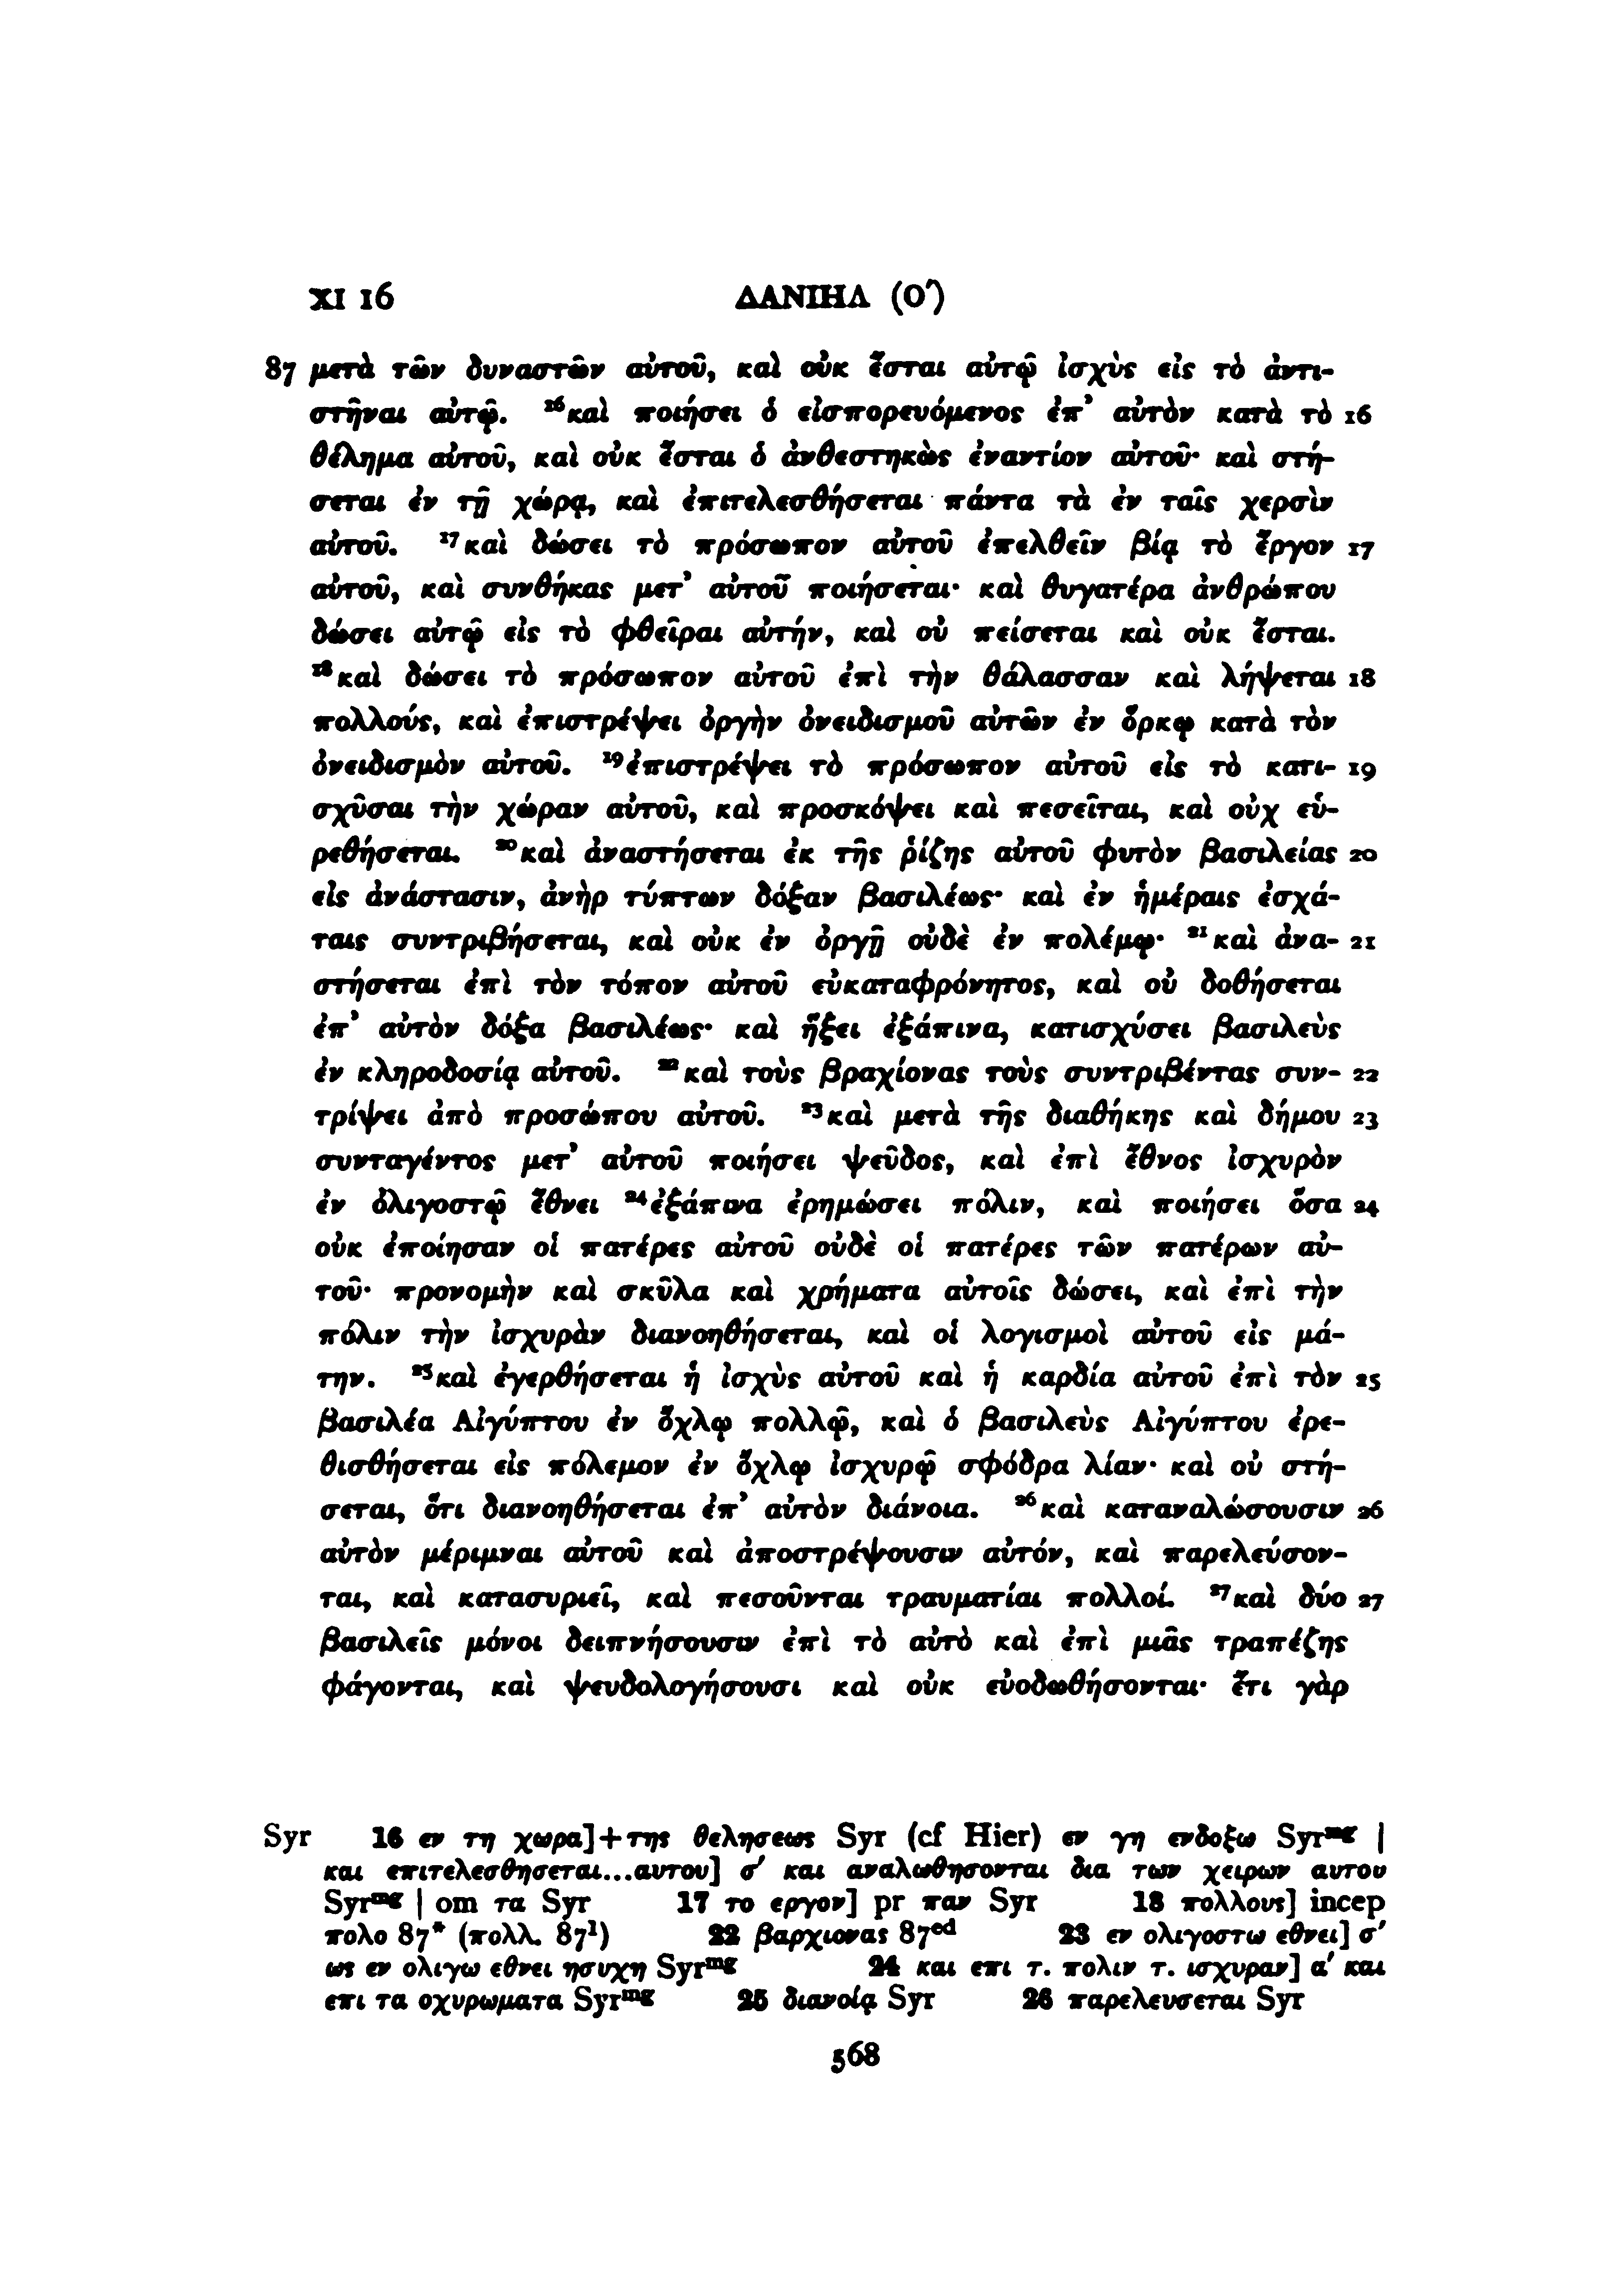 XI 16 ΔΑΝΙΗΛ (Ο')
87 μετὰ τῶν δυναστῶν αὐτοῦ, καὶ οὐκ ἔσται αὐτῷ ἰσχὺς εἰς τὸ ἀντι-
στῆναι αὐτῷ. ¹⁶καὶ ποιήσει ὁ εἰσπορευόμενος ἐπ' αὐτὸν κατὰ τὸ 16
θέλημα αὐτοῦ, καὶ οὐκ ἔσται ὁ ἀνθεστηκὼς ἐναντίον αὐτοῦ· καὶ στή-
σεται ἐν τῇ χώρᾳ, καὶ ἐπιτελεσθήσεται πάντα τὰ ἐν ταῖς χερσὶν
αὐτοῦ. ¹⁷καὶ δώσει τὸ πρόσωπον αὐτοῦ ἐπελθεῖν βίᾳ τὸ ἔργον 17
αὐτοῦ, καὶ συνθήκας μετ' αὐτοῦ ποιήσεται· καὶ θυγατέρα ἀνθρώπου
δώσει αὐτῷ εἰς τὸ φθεῖραι αὐτήν, καὶ οὐ πείσεται καὶ οὐκ ἔσται.
¹⁸καὶ δώσει τὸ πρόσωπον αὐτοῦ ἐπὶ τὴν θάλασσαν καὶ λήψεται 18
πολλούς, καὶ ἐπιστρέψει ὀργὴν ὀνειδισμοῦ αὐτῶν ἐν ὅρκῳ κατὰ τὸν
ὀνειδισμὸν αὐτοῦ. ¹⁹ἐπιστρέψει τὸ πρόσωπον αὐτοῦ εἰς τὸ κατι- 19
σχῦσαι τὴν χώραν αὐτοῦ, καὶ προσκόψει καὶ πεσεῖται, καὶ οὐχ εὑ-
ρεθήσεται. ²⁰καὶ ἀναστήσεται ἐκ τῆς ῥίζης αὐτοῦ φυτὸν βασιλείας 20
εἰς ἀνάστασιν, ἀνὴρ τύπτων δόξαν βασιλέως· καὶ ἐν ἡμέραις ἐσχά-
ταις συντριβήσεται, καὶ οὐκ ἐν ὀργῇ οὐδὲ ἐν πολέμῳ· ²¹καὶ ἀνα- 21
στήσεται ἐπὶ τὸν τόπον αὐτοῦ εὐκαταφρόνητος, καὶ οὐ δοθήσεται
ἐπ' αὐτὸν δόξα βασιλέως· καὶ ἥξει ἐξάπινα, κατισχύσει βασιλεὺς
ἐν κληροδοσίᾳ αὐτοῦ. ²²καὶ τοὺς βραχίονας τοὺς συντριβέντας συν- 22
τρίψει ἀπὸ προσώπου αὐτοῦ. ²³καὶ μετὰ τῆς διαθήκης καὶ δήμου 23
συνταγέντος μετ' αὐτοῦ ποιήσει ψεῦδος, καὶ ἐπὶ ἔθνος ἰσχυρὸν
ἐν ὀλιγοστῷ ἔθνει ²⁴ἐξάπινα ἐρημώσει πόλιν, καὶ ποιήσει ὅσα 24
οὐκ ἐποίησαν οἱ πατέρες αὐτοῦ οὐδὲ οἱ πατέρες τῶν πατέρων αὐ-
τοῦ· προνομὴν καὶ σκῦλα καὶ χρήματα αὐτοῖς δώσει, καὶ ἐπὶ τὴν
πόλιν τὴν ἰσχυρὰν διανοηθήσεται, καὶ οἱ λογισμοὶ αὐτοῦ εἰς μά-
την. ²⁵καὶ ἐγερθήσεται ἡ ἰσχὺς αὐτοῦ καὶ ἡ καρδία αὐτοῦ ἐπὶ τὸν 25
βασιλέα Αἰγύπτου ἐν ὄχλῳ πολλῷ, καὶ ὁ βασιλεὺς Αἰγύπτου ἐρε-
θισθήσεται εἰς πόλεμον ἐν ὄχλῳ ἰσχυρῷ σφόδρα λίαν· καὶ οὐ στή-
σεται, ὅτι διανοηθήσεται ἐπ' αὐτὸν διάνοια. ²⁶καὶ καταναλώσουσιν 26
αὐτὸν μέριμναι αὐτοῦ καὶ ἀποστρέψουσιν αὐτόν, καὶ παρελεύσον-
ται, καὶ κατασυριεῖ, καὶ πεσοῦνται τραυματίαι πολλοί. ²⁷καὶ δύο 27
βασιλεῖς μόνοι δειπνήσουσιν ἐπὶ τὸ αὐτὸ καὶ ἐπὶ μιᾶς τραπέζης
φάγονται, καὶ ψευδολογήσουσι καὶ οὐκ εὐοδωθήσονται· ἔτι γὰρ
Syr 16 εν τη χωρα]+της θελησεως Syr (cf Hier) εν γη ενδοξω Syrᵐᵍ |
και επιτελεσθησεται...αυτου] σ' και αναλωθησονται δια των χειρων αυτου
Syrᵐᵍ | om τα Syr 17 το εργον] pr παν Syr 18 πολλους] incep
πολο 87* (πολλ. 87¹) 22 βαρχιονας 87ᵉᵈ 23 εν ολιγοστω εθνει] σ'
ως εν ολιγω εθνει ησυχη Syrᵐᵍ 24 και επι τ. πολιν τ. ισχυραν] α' και
επι τα οχυρωματα Syrᵐᵍ 25 διανοίᾳ Syr 26 παρελευσεται Syr
568